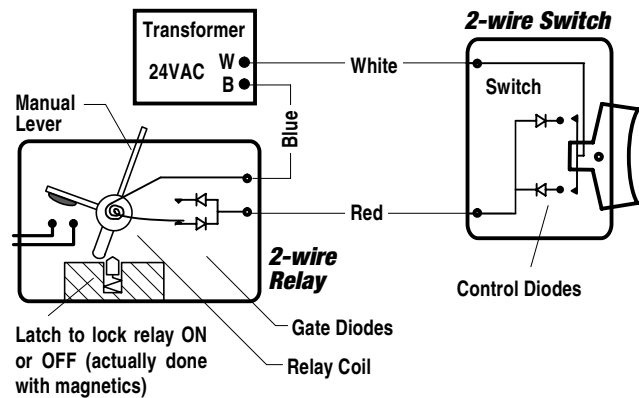 2-wire Switch
Transformer
24VAC
W
B
White
Switch
Manual
Lever
Blue
Red
2-wire
Relay
Control Diodes
Latch to lock relay ON
or OFF (actually done
with magnetics)
Gate Diodes
Relay Coil